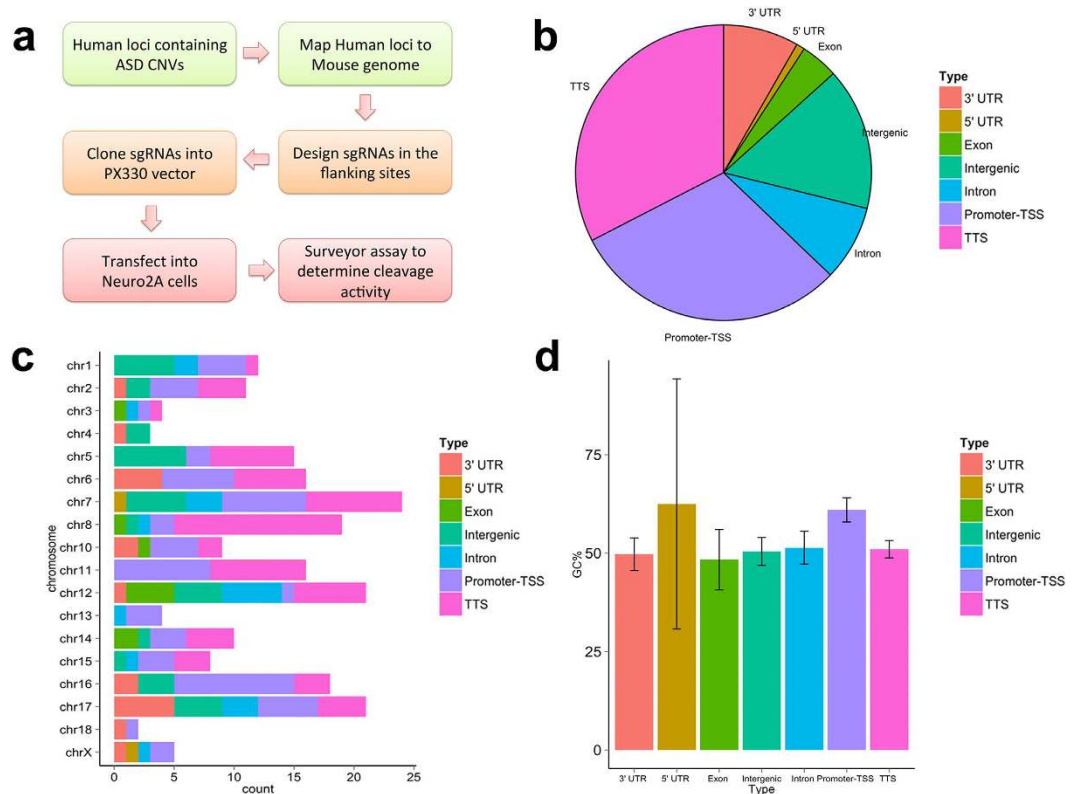 a
Human loci containing
ASD CNVs
Map Human loci to
Mouse genome
Clone sgRNAs into
PX330 vector
Design sgRNAs in the
flanking sites
Transfect into
Neuro2A cells
Surveyor assay to
determine cleavage
activity
b
3' UTR
5' UTR
Exon
TTS
Intergenic
Intron
Promoter-TSS
Type
3' UTR
5' UTR
Exon
Intergenic
Intron
Promoter-TSS
TTS
c
chromosome
chr1
chr2
chr3
chr4
chr5
chr6
chr7
chr8
chr10
chr11
chr12
chr13
chr14
chr15
chr16
chr17
chr18
chrX
0 5 10 15 20 25
count
Type
3' UTR
5' UTR
Exon
Intergenic
Intron
Promoter-TSS
TTS
d
GC%
75
50
25
0
3' UTR 5' UTR Exon Intergenic Intron Promoter-TSS TTS
Type
Type
3' UTR
5' UTR
Exon
Intergenic
Intron
Promoter-TSS
TTS